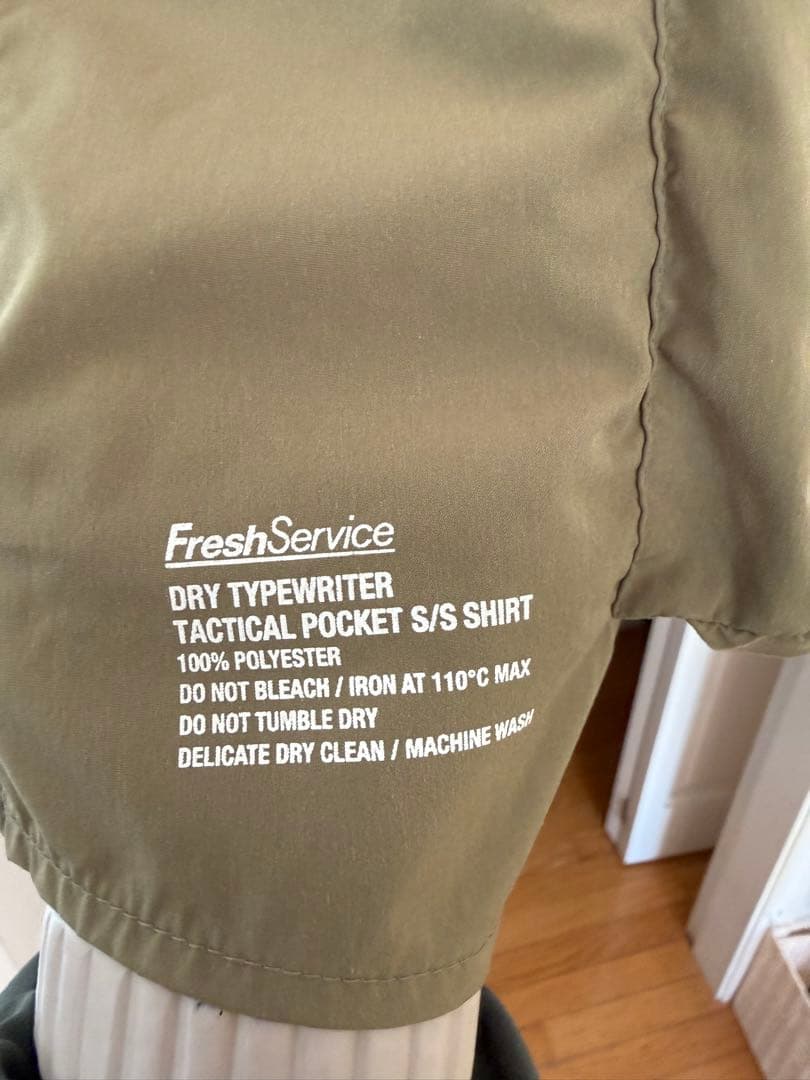 FreshService
DRY TYPEWRITER
TACTICAL POCKET S/S SHIRT
100% POLYESTER
DO NOT BLEACH / IRON AT 110°C MAX
DO NOT TUMBLE DRY
DELICATE DRY CLEAN / MACHINE WASH